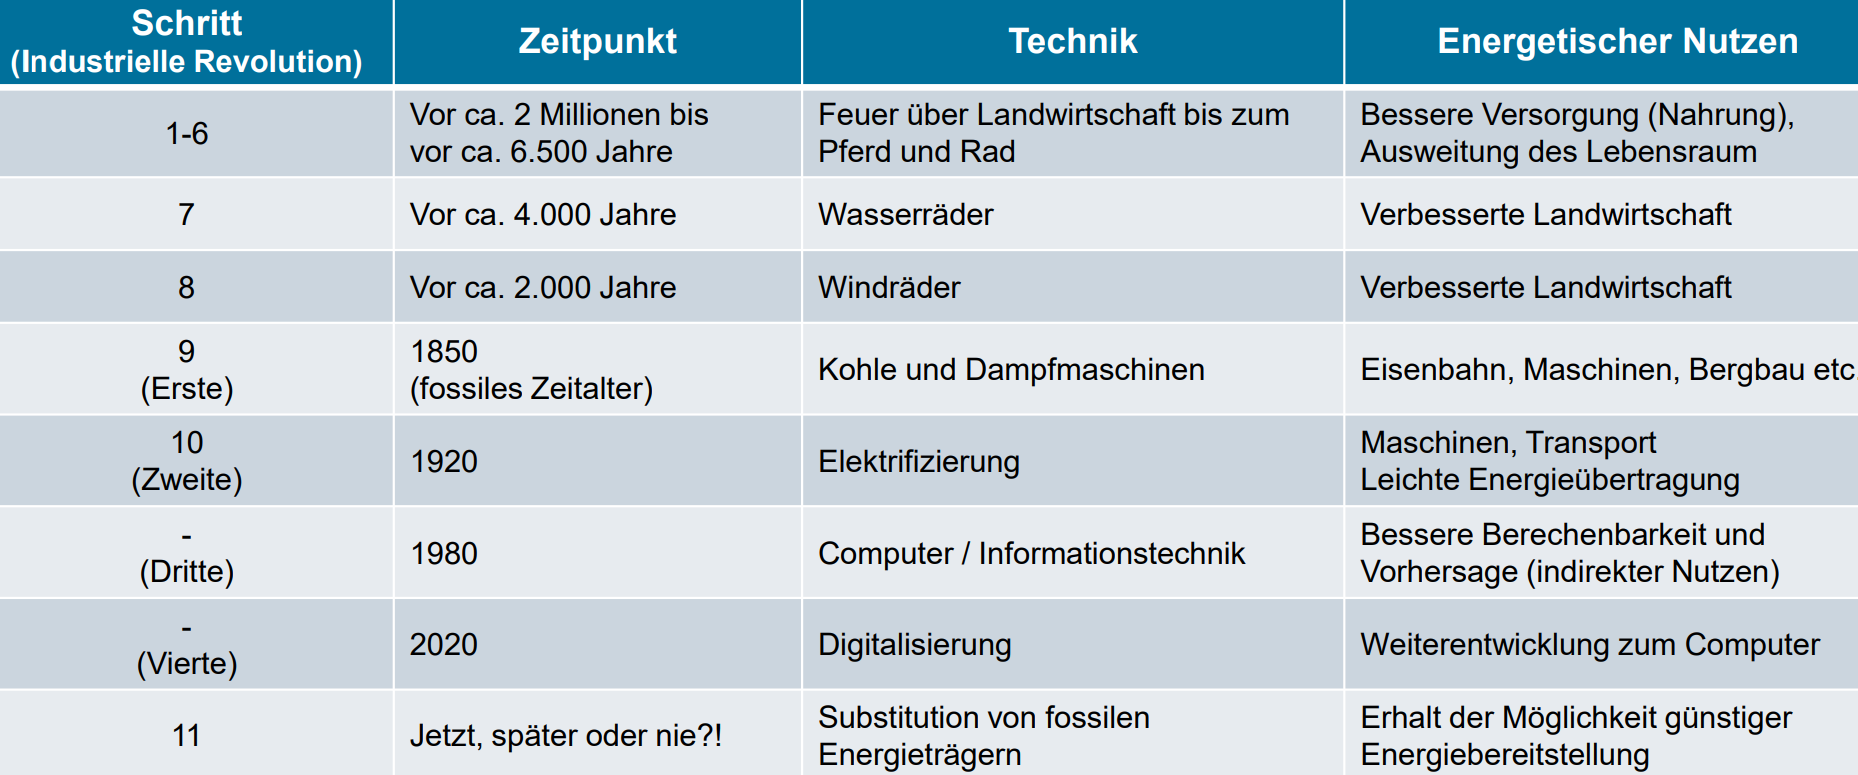 Schritt
(Industrielle Revolution)
Zeitpunkt
Technik
Energetischer Nutzen
1-6
Vor ca. 2 Millionen bis
vor ca. 6.500 Jahre
Feuer über Landwirtschaft bis zum
Pferd und Rad
Bessere Versorgung (Nahrung),
Ausweitung des Lebensraum
7
Vor ca. 4.000 Jahre
Wasserräder
Verbesserte Landwirtschaft
8
Vor ca. 2.000 Jahre
Windräder
Verbesserte Landwirtschaft
9
(Erste)
1850
(fossiles Zeitalter)
Kohle und Dampfmaschinen
Eisenbahn, Maschinen, Bergbau etc.
10
(Zweite)
1920
Elektrifizierung
Maschinen, Transport
Leichte Energieübertragung
-
(Dritte)
1980
Computer / Informationstechnik
Bessere Berechenbarkeit und
Vorhersage (indirekter Nutzen)
-
(Vierte)
2020
Digitalisierung
Weiterentwicklung zum Computer
11
Jetzt, später oder nie?!
Substitution von fossilen
Energieträgern
Erhalt der Möglichkeit günstiger
Energiebereitstellung